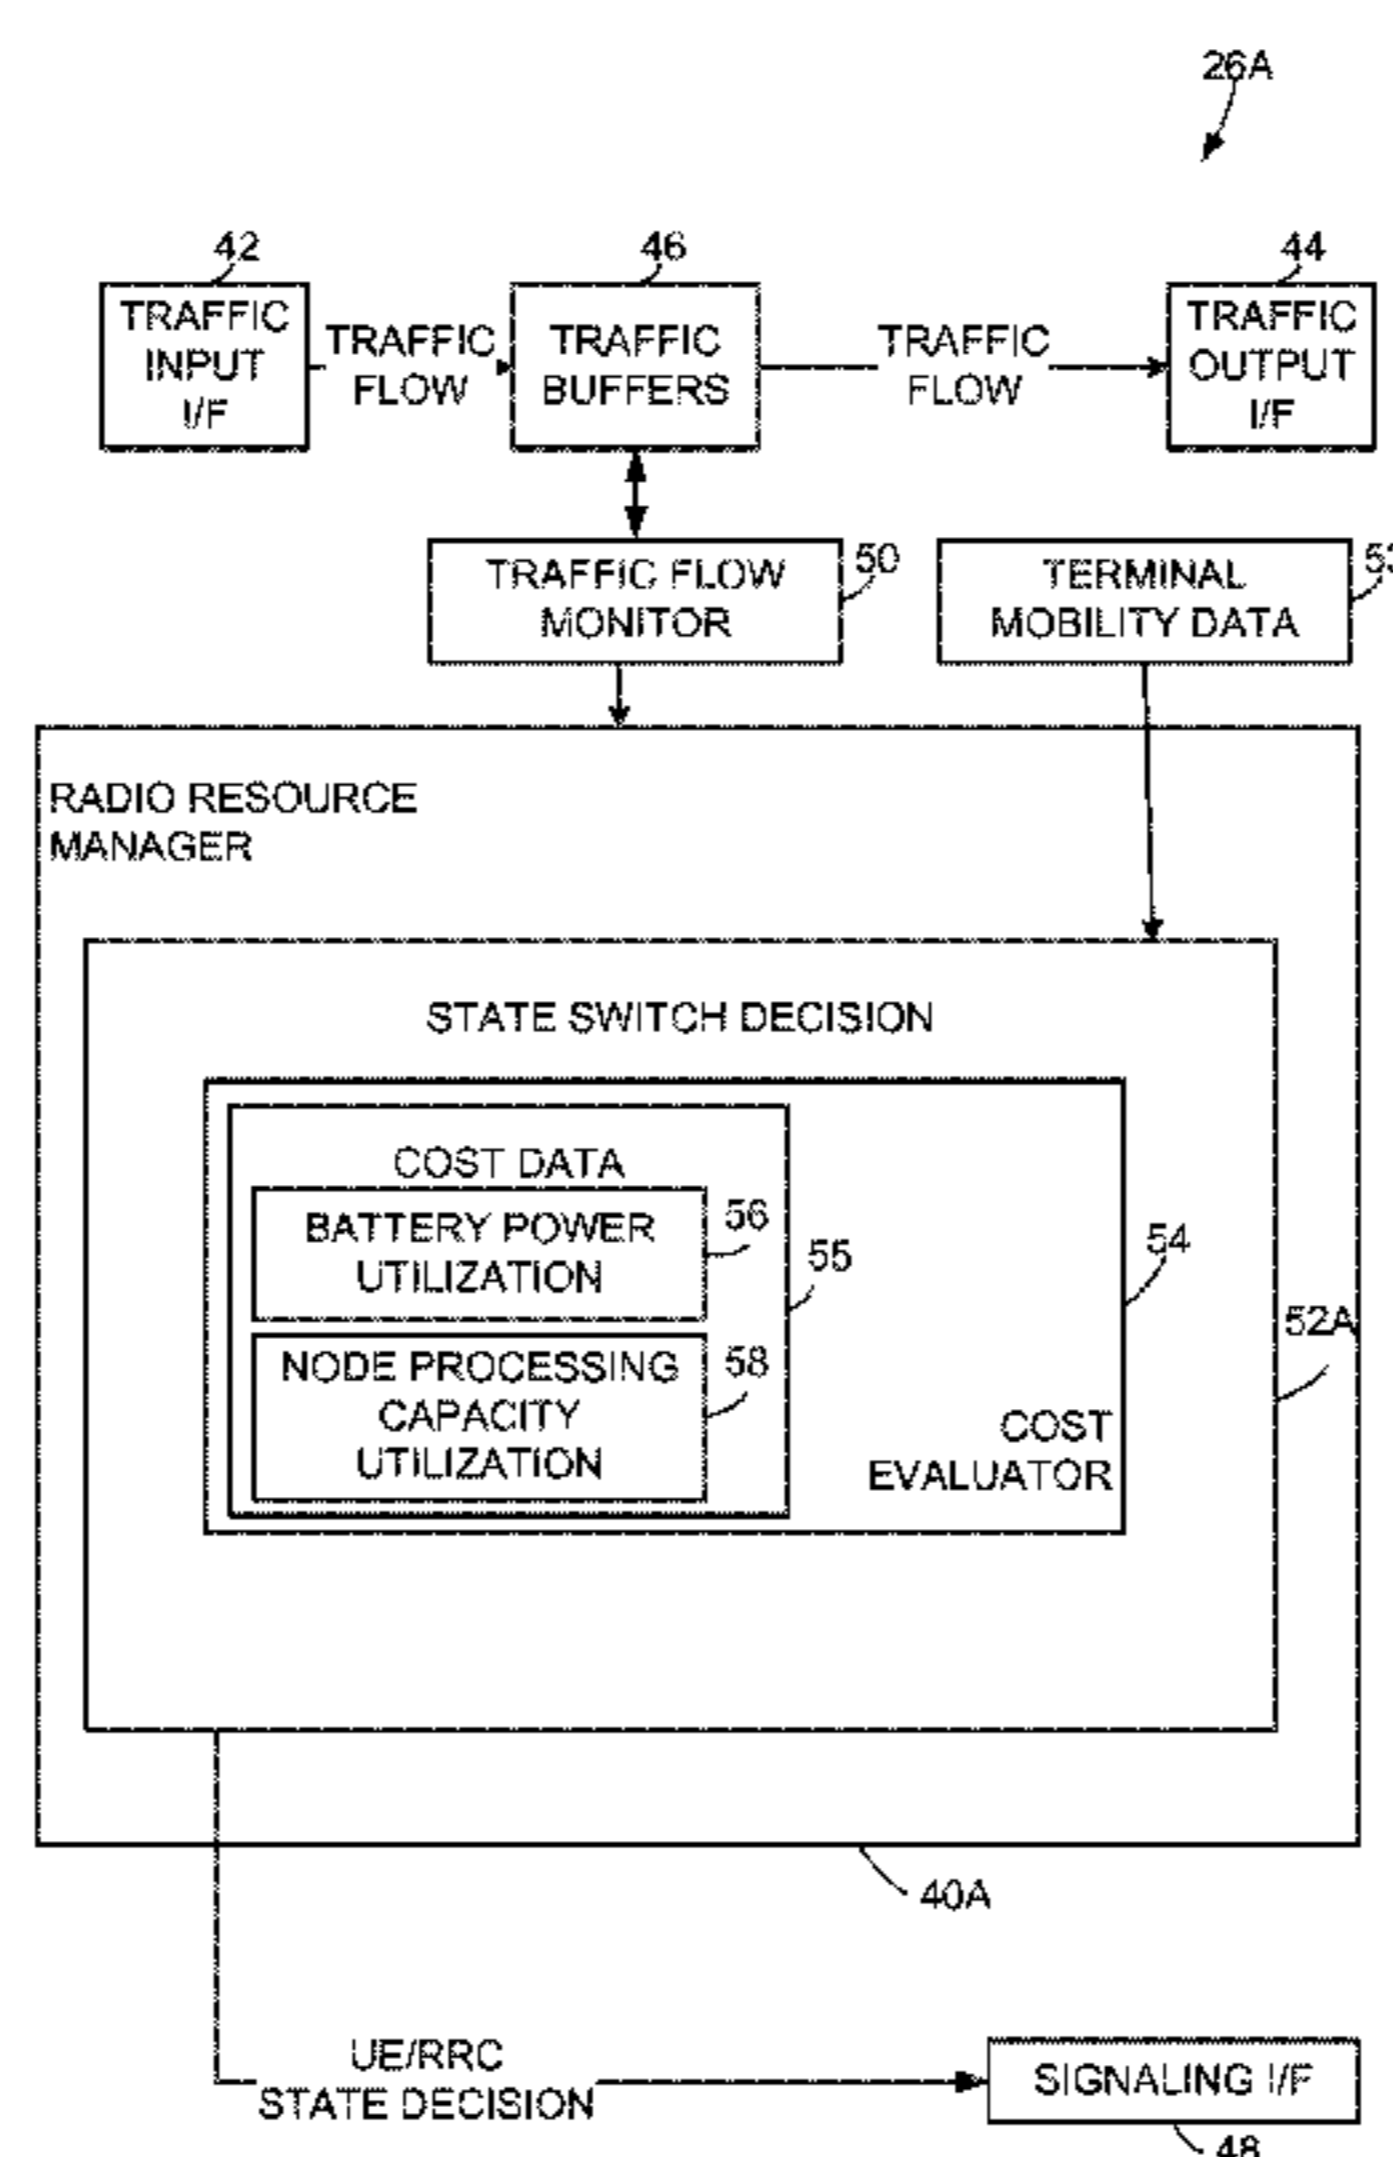 26A
42
46
44
TRAFFIC
INPUT
I/F
TRAFFIC
FLOW
TRAFFIC
BUFFERS
TRAFFIC
FLOW
TRAFFIC
OUTPUT
I/F
TRAFFIC FLOW
MONITOR
50
TERMINAL
MOBILITY DATA
RADIO RESOURCE
MANAGER
STATE SWITCH DECISION
COST DATA
BATTERY POWER
UTILIZATION
56
55
54
52A
NODE PROCESSING
CAPACITY
UTILIZATION
58
COST
EVALUATOR
40A
UE/RRC
STATE DECISION
SIGNALING I/F
48